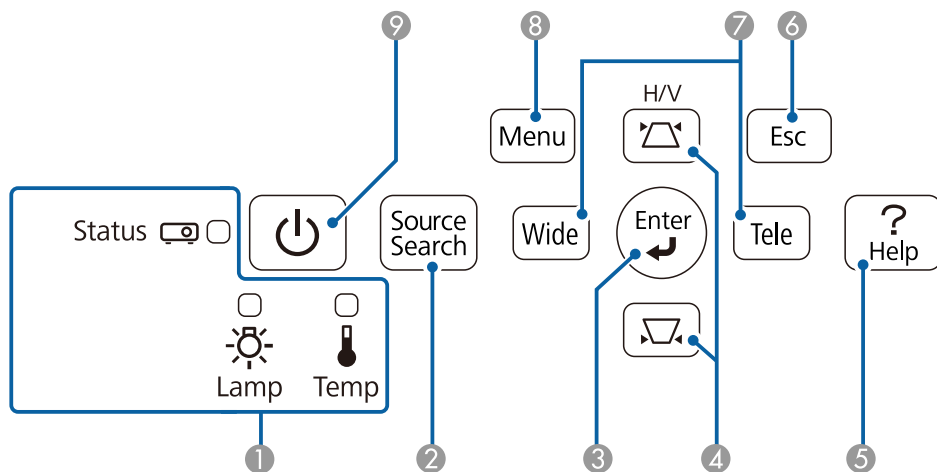 9
8
7
6
H/V
Menu
Esc
Status
Source
Search
Wide
Enter
Tele
?
Help
Lamp
Temp
1
2
3
4
5